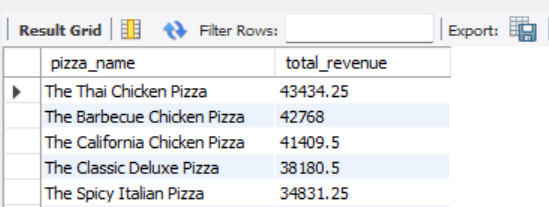 Result Grid Filter Rows: Export:
pizza_name total_revenue
The Thai Chicken Pizza 43434.25
The Barbecue Chicken Pizza 42768
The California Chicken Pizza 41409.5
The Classic Deluxe Pizza 38180.5
The Spicy Italian Pizza 34831.25